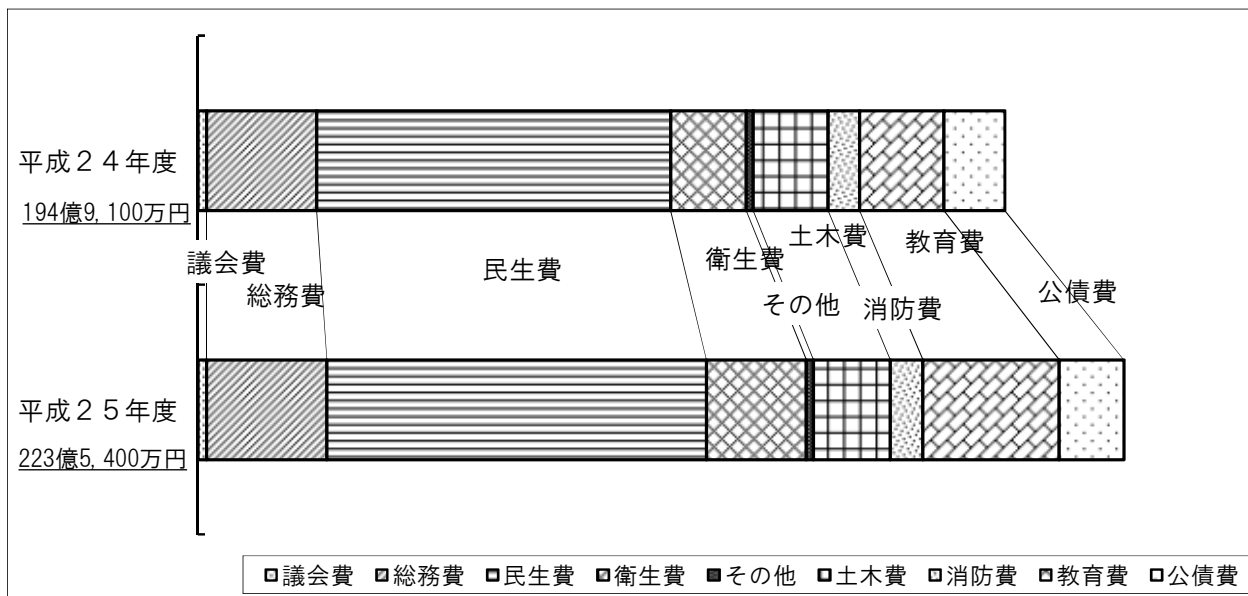 平成２４年度
194億9,100万円
議会費
総務費
民生費
衛生費
その他
土木費
消防費
教育費
公債費
平成２５年度
223億5,400万円
議会費 総務費 民生費 衛生費 その他 土木費 消防費 教育費 公債費